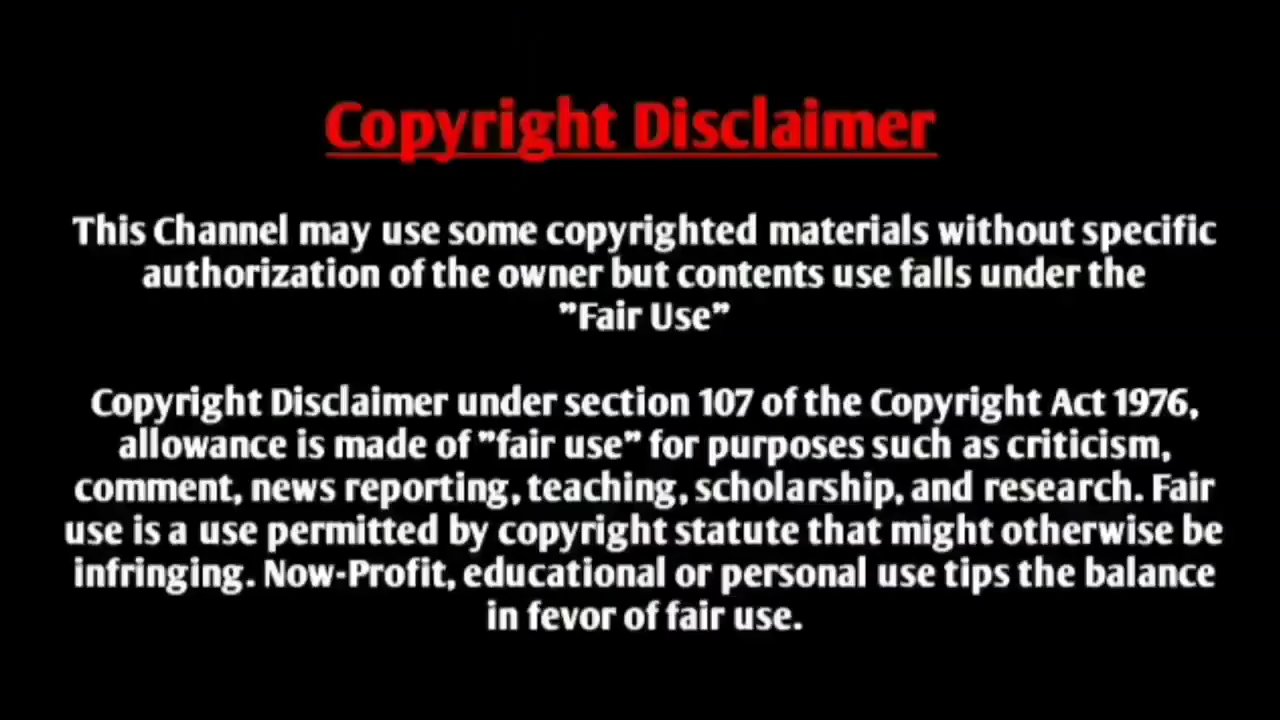 Copyright Disclaimer
This Channel may use some copyrighted materials without specific
authorization of the owner but contents use falls under the
”Fair Use”
Copyright Disclaimer under section 107 of the Copyright Act 1976,
allowance is made of ”fair use” for purposes such as criticism,
comment, news reporting, teaching, scholarship, and research. Fair
use is a use permitted by copyright statute that might otherwise be
infringing. Now-Profit, educational or personal use tips the balance
in fevor of fair use.